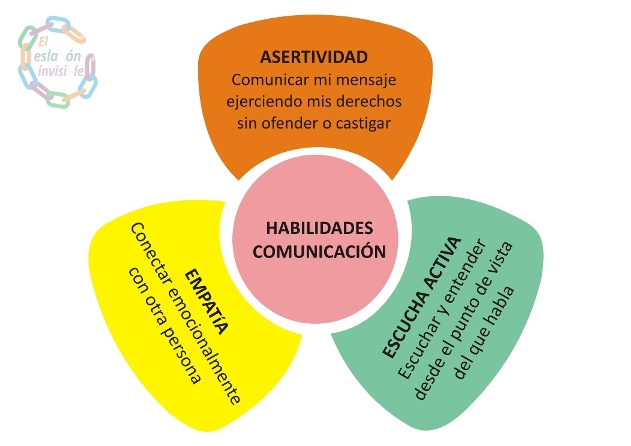 El
esla ón
invisi le
ASERTIVIDAD
Comunicar mi mensaje
ejerciendo mis derechos
sin ofender o castigar
HABILIDADES
COMUNICACIÓN
EMPATÍA
Conectar emocionalmente
con otra persona
ESCUCHA ACTIVA
Escuchar y entender
desde el punto de vista
del que habla